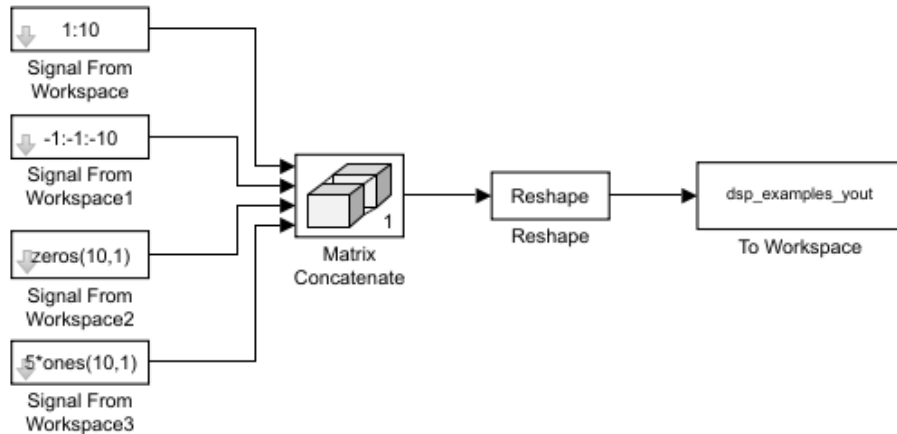 1:10
Signal From
Workspace
-1:-1:-10
Signal From
Workspace1
zeros(10,1)
Signal From
Workspace2
5*ones(10,1)
Signal From
Workspace3
1
Matrix
Concatenate
Reshape
Reshape
dsp_examples_yout
To Workspace